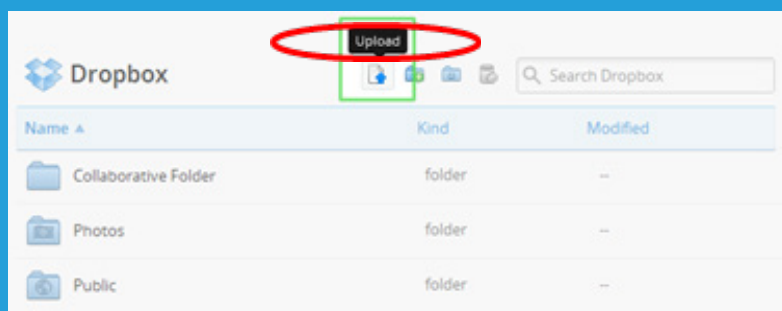 Upload
Dropbox
Search Dropbox
Name Kind Modified
Collaborative Folder folder --
Photos folder --
Public folder --